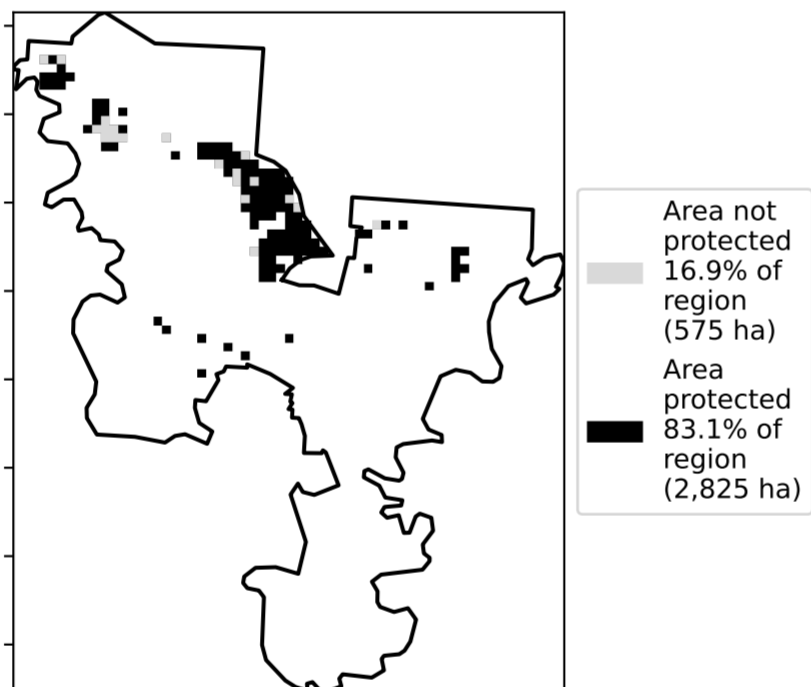 Area not
protected
16.9% of
region
(575 ha)
Area
protected
83.1% of
region
(2,825 ha)